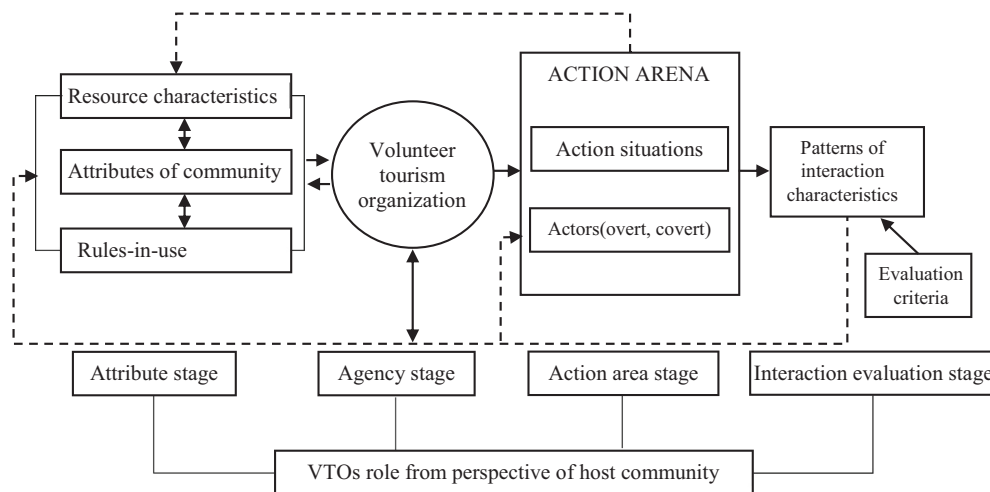 ACTION ARENA
Resource characteristics
Attributes of community
Rules-in-use
Volunteer
tourism
organization
Action situations
Actors(overt, covert)
Patterns of
interaction
characteristics
Evaluation
criteria
Attribute stage
Agency stage
Action area stage
Interaction evaluation stage
VTOs role from perspective of host community